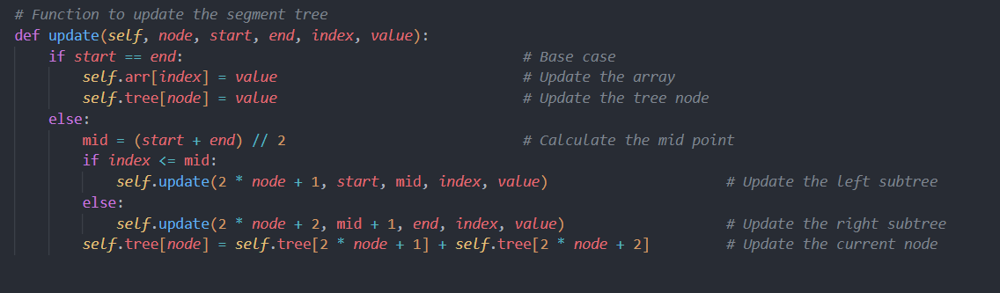 # Function to update the segment tree
def update(self, node, start, end, index, value):
    if start == end:                                        # Base case
        self.arr[index] = value                             # Update the array
        self.tree[node] = value                             # Update the tree node
    else:
        mid = (start + end) // 2                            # Calculate the mid point
        if index <= mid:
            self.update(2 * node + 1, start, mid, index, value)                     # Update the left subtree
        else:
            self.update(2 * node + 2, mid + 1, end, index, value)                   # Update the right subtree
        self.tree[node] = self.tree[2 * node + 1] + self.tree[2 * node + 2]         # Update the current node